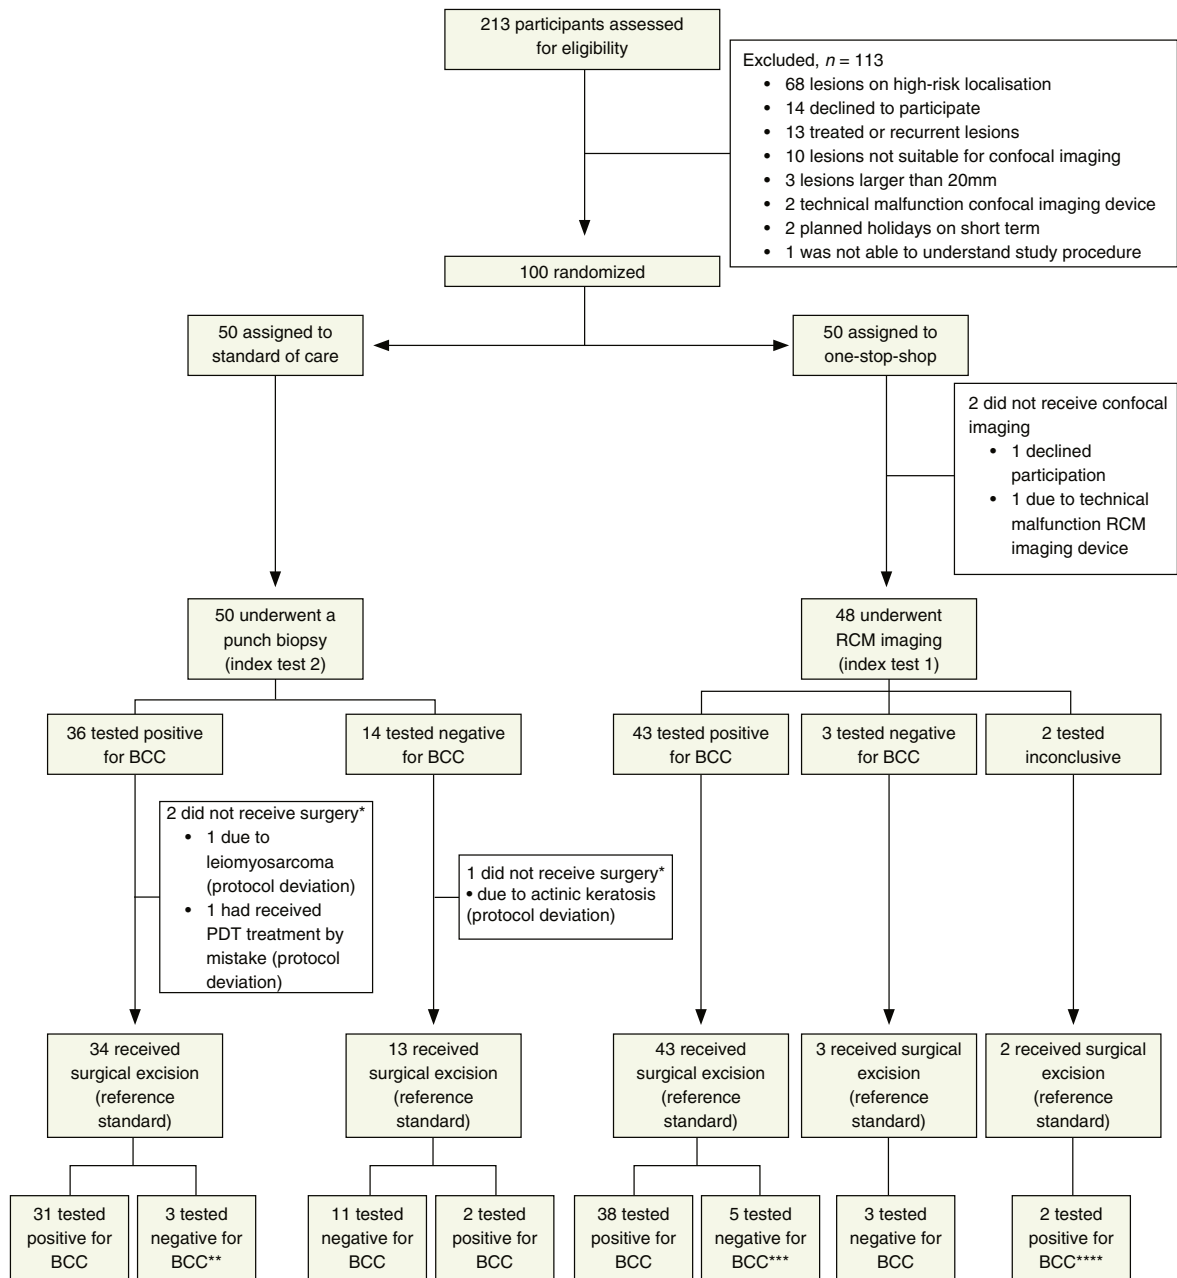 213 participants assessed
for eligibility
Excluded, n = 113
• 68 lesions on high-risk localisation
• 14 declined to participate
• 13 treated or recurrent lesions
• 10 lesions not suitable for confocal imaging
• 3 lesions larger than 20mm
• 2 technical malfunction confocal imaging device
• 2 planned holidays on short term
• 1 was not able to understand study procedure
100 randomized
50 assigned to
standard of care
50 assigned to
one-stop-shop
2 did not receive confocal
imaging
• 1 declined
participation
• 1 due to technical
malfunction RCM
imaging device
50 underwent a
punch biopsy
(index test 2)
48 underwent
RCM imaging
(index test 1)
36 tested positive
for BCC
14 tested negative
for BCC
43 tested positive
for BCC
3 tested negative
for BCC
2 tested
inconclusive
2 did not receive surgery*
• 1 due to
leiomyosarcoma
(protocol deviation)
• 1 had received
PDT treatment by
mistake (protocol
deviation)
1 did not receive surgery*
• due to actinic keratosis
(protocol deviation)
34 received
surgical excision
(reference
standard)
13 received
surgical excision
(reference
standard)
43 received
surgical excision
(reference
standard)
3 received surgical
excision
(reference
standard)
2 received surgical
excision
(reference
standard)
31 tested
positive for
BCC
3 tested
negative for
BCC**
11 tested
negative for
BCC
2 tested
positive for
BCC
38 tested
positive for
BCC
5 tested
negative for
BCC***
3 tested
negative for
BCC
2 tested
positive for
BCC****